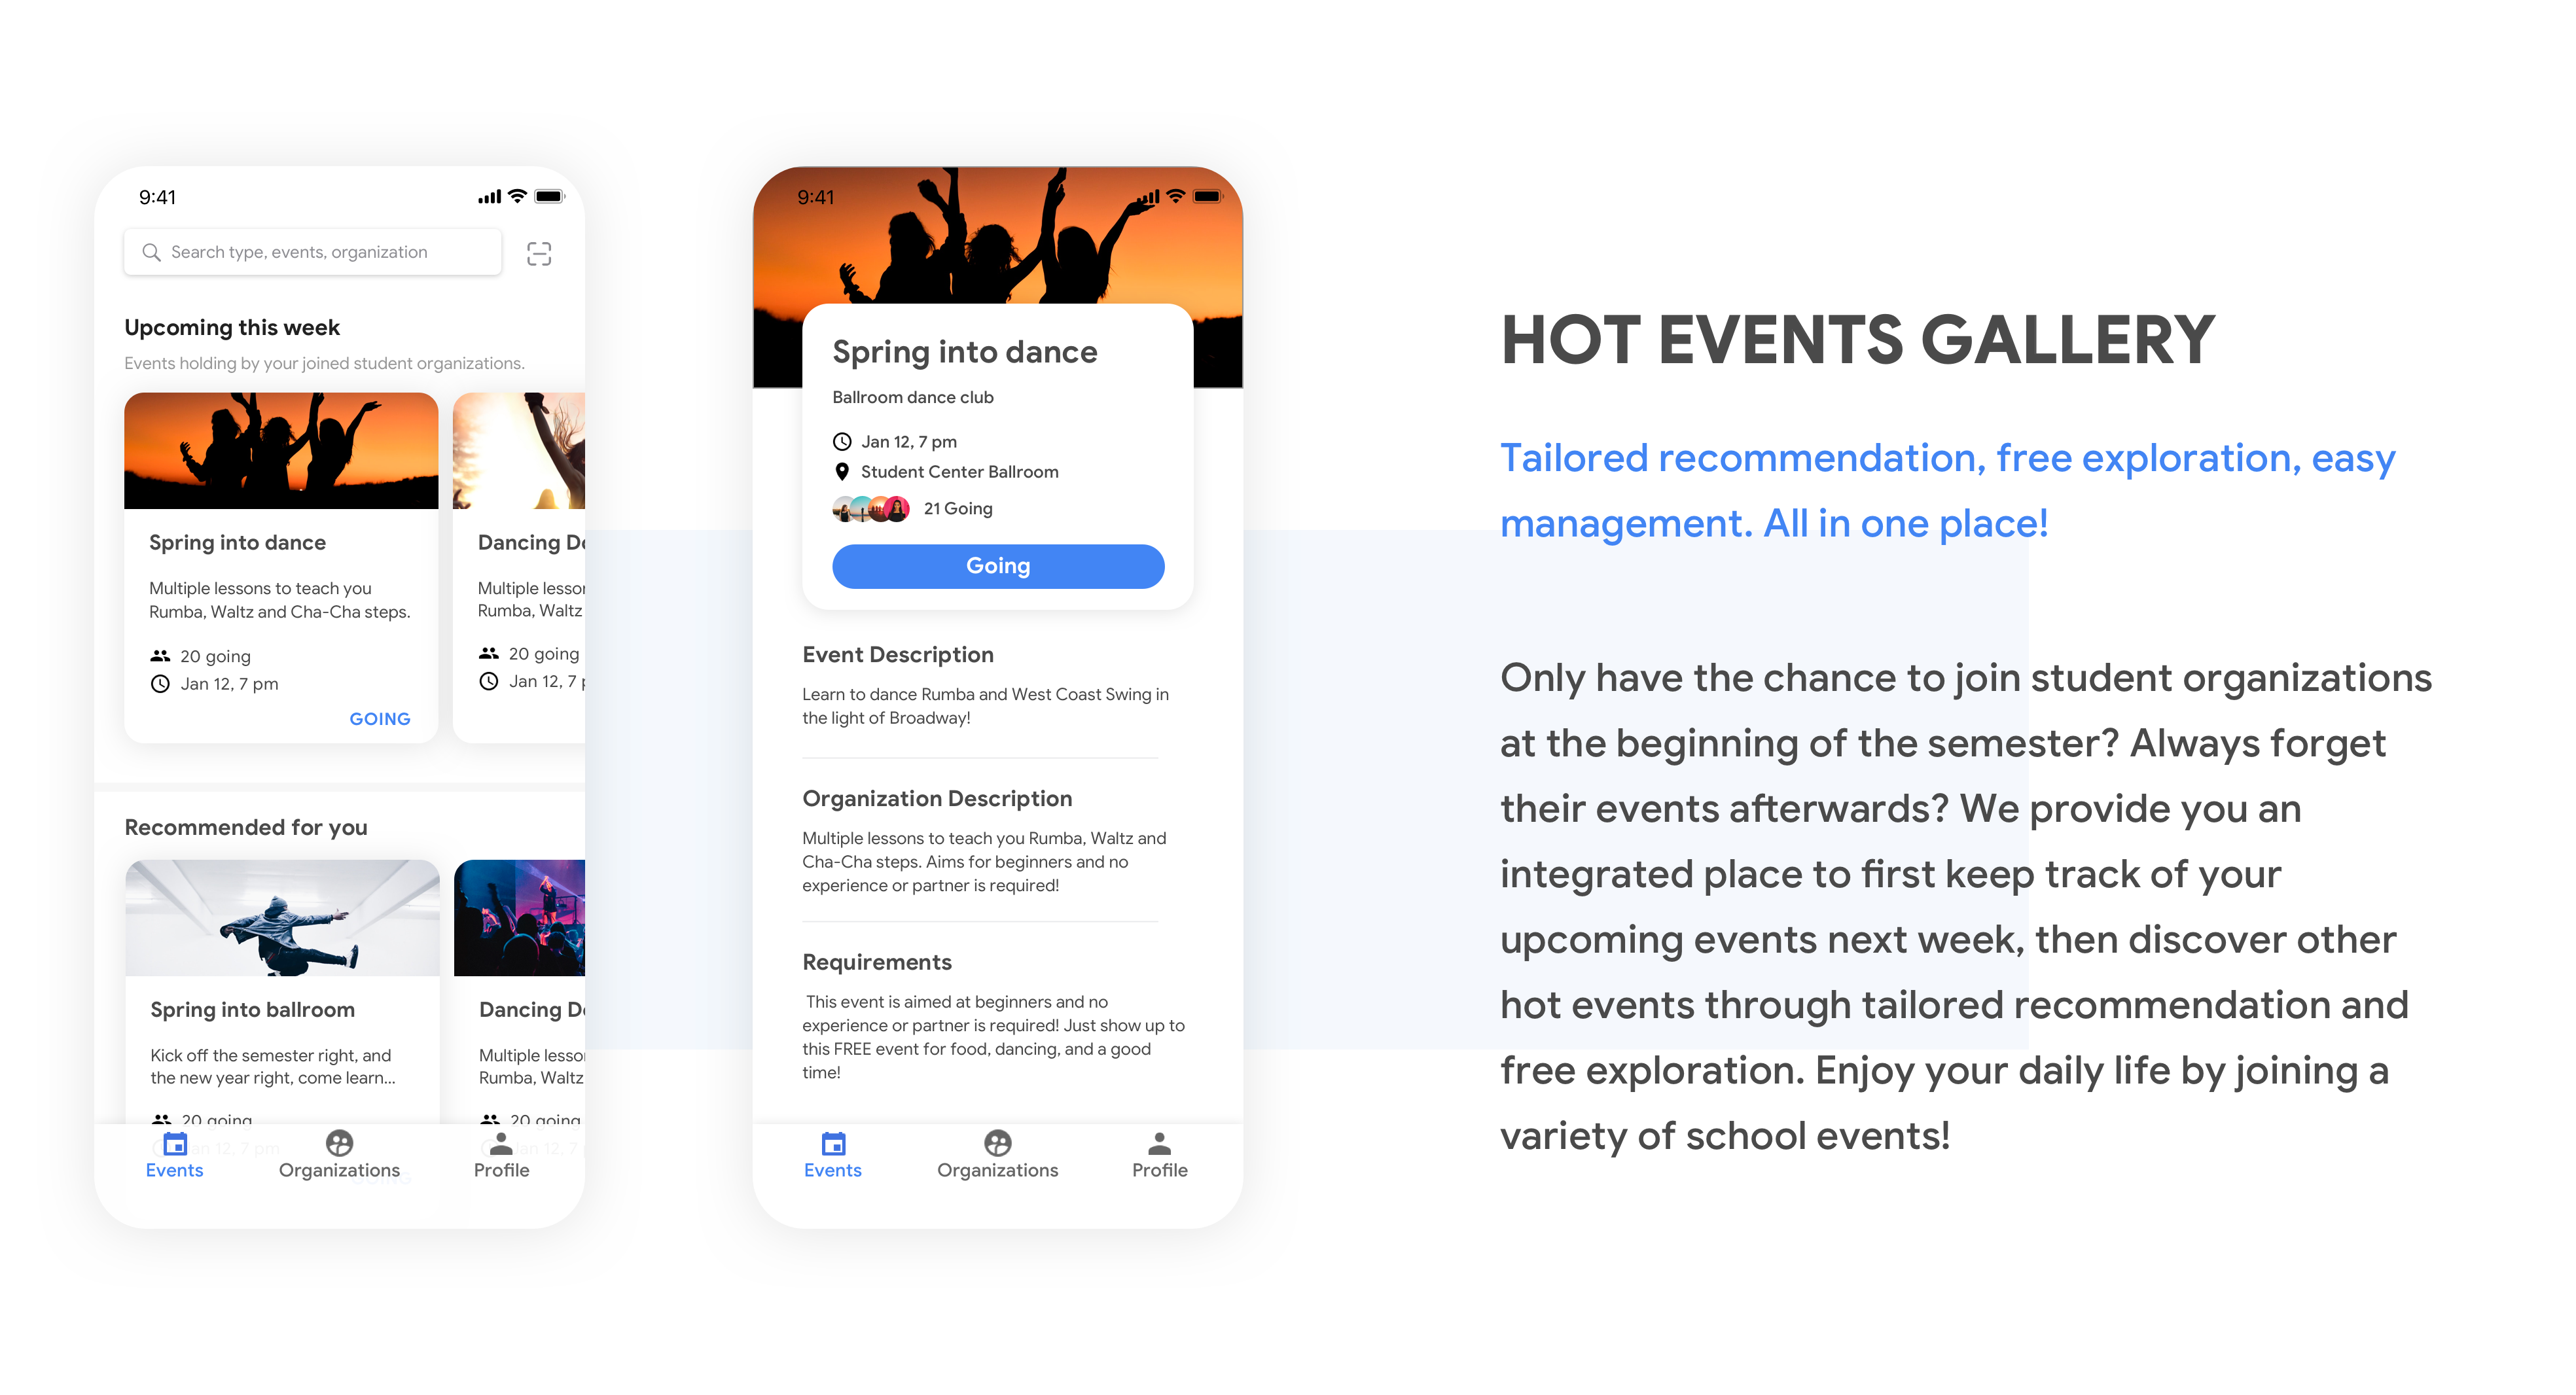 9:41
Search type, events, organization
Upcoming this week
Events holding by your joined student organizations.
Spring into dance
Multiple lessons to teach you
Rumba, Waltz and Cha-Cha steps.
20 going
Jan 12, 7 pm
GOING
Dancing
Multiple
Rumba, Waltz
20 going
Jan 12, 7
Recommended for you
Spring into ballroom
Kick off the semester right, and
the new year right, come learn...
20 going
Jan 12, 7 pm
Dancing
Multiple
Rumba, Waltz
20 going
Jan 12, 7
Events
Organizations
Profile
9:41
Spring into dance
Ballroom dance club
Jan 12, 7 pm
Student Center Ballroom
21 Going
Going
Event Description
Learn to dance Rumba and West Coast Swing in
the light of Broadway!
Organization Description
Multiple lessons to teach you Rumba, Waltz and
Cha-Cha steps. Aims for beginners and no
experience or partner is required!
Requirements
This event is aimed at beginners and no
experience or partner is required! Just show up to
this FREE event for food, dancing, and a good
time!
Events
Organizations
Profile
HOT EVENTS GALLERY
Tailored recommendation, free exploration, easy
management. All in one place!
Only have the chance to join student organizations
at the beginning of the semester? Always forget
their events afterwards? We provide you an
integrated place to first keep track of your
upcoming events next week, then discover other
hot events through tailored recommendation and
free exploration. Enjoy your daily life by joining a
variety of school events!